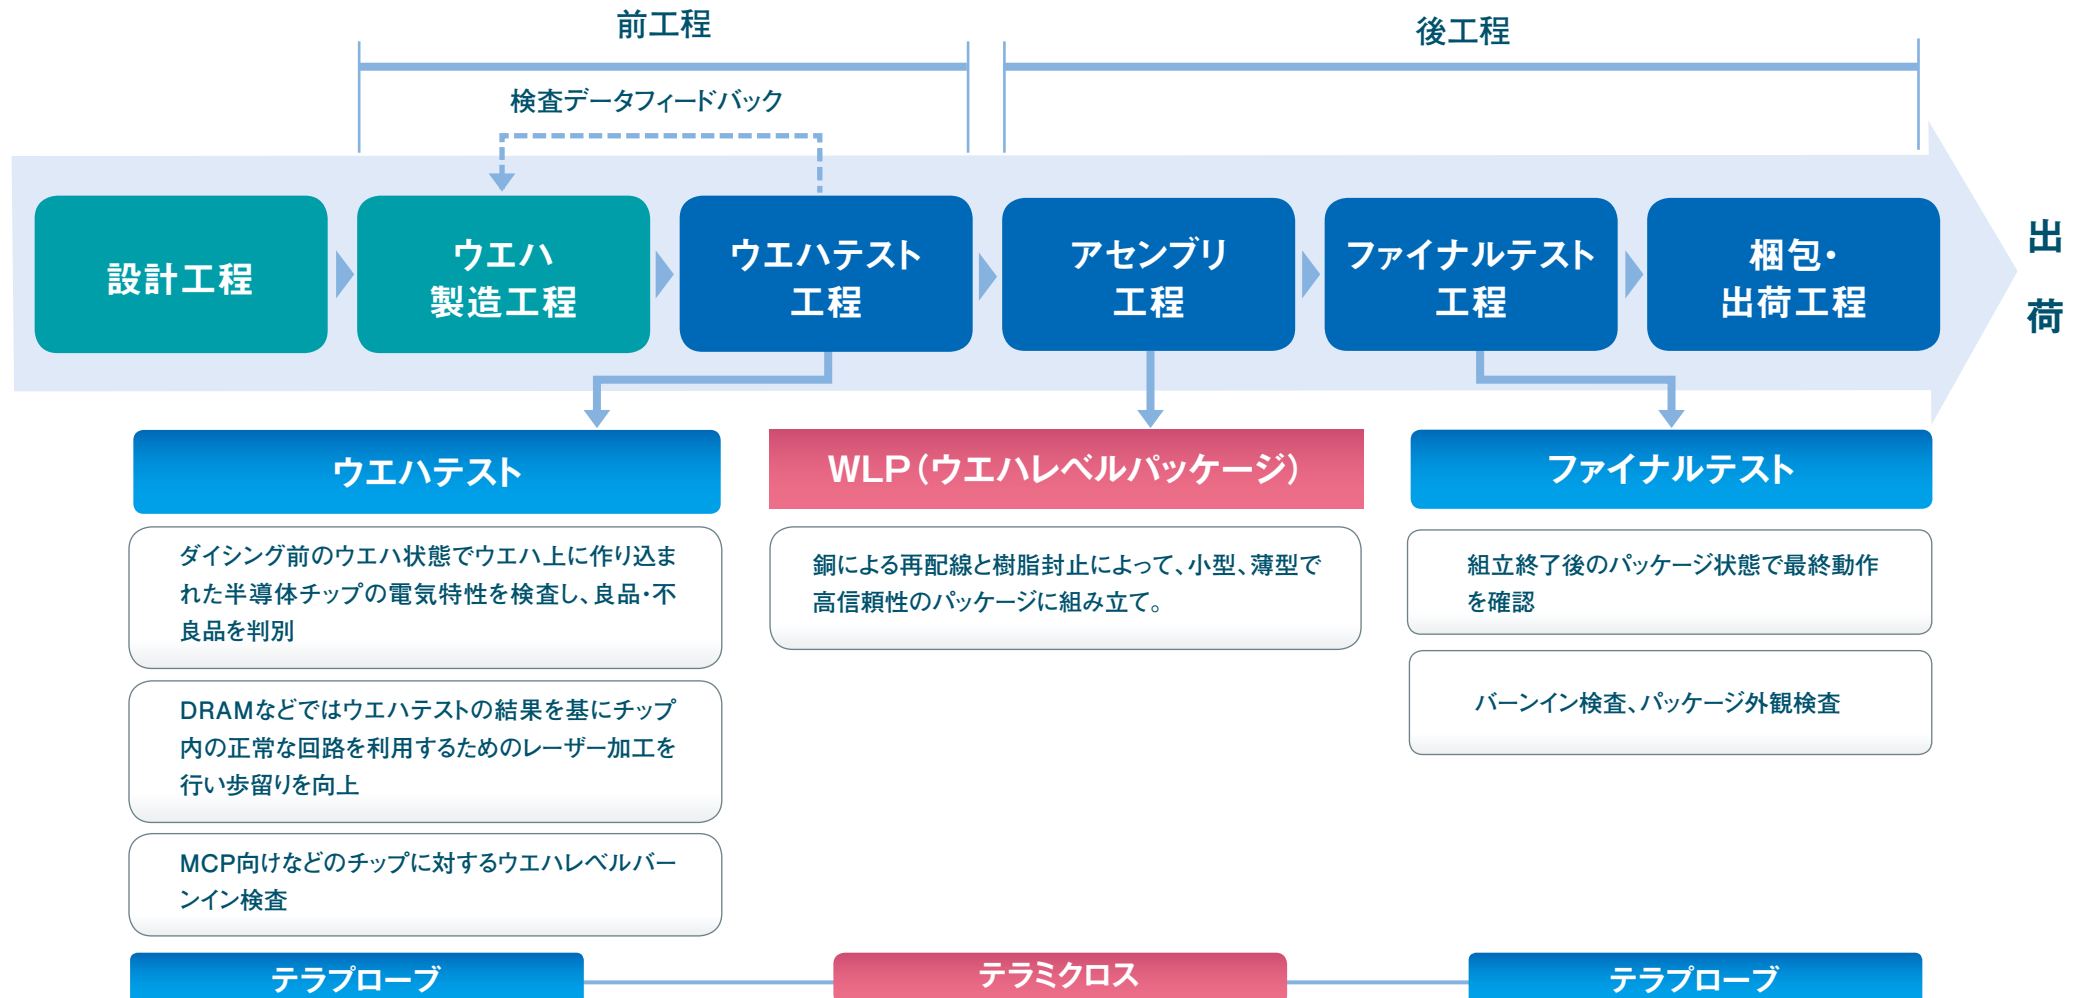 前工程
後工程
検査データフィードバック
設計工程
ウエハ
製造工程
ウエハテスト
工程
アセンブリ
工程
ファイナルテスト
工程
梱包・
出荷工程
出
荷
ウエハテスト
ダイシング前のウエハ状態でウエハ上に作り込ま
れた半導体チップの電気特性を検査し、良品・不
良品を判別
DRAMなどではウエハテストの結果を基にチップ
内の正常な回路を利用するためのレーザー加工を
行い歩留りを向上
MCP向けなどのチップに対するウエハレベルバー
ンイン検査
WLP（ウエハレベルパッケージ）
銅による再配線と樹脂封止によって、小型、薄型で
高信頼性のパッケージに組み立て。
ファイナルテスト
組立終了後のパッケージ状態で最終動作
を確認
バーンイン検査、パッケージ外観検査
テラプローブ
テラミクロス
テラプローブ